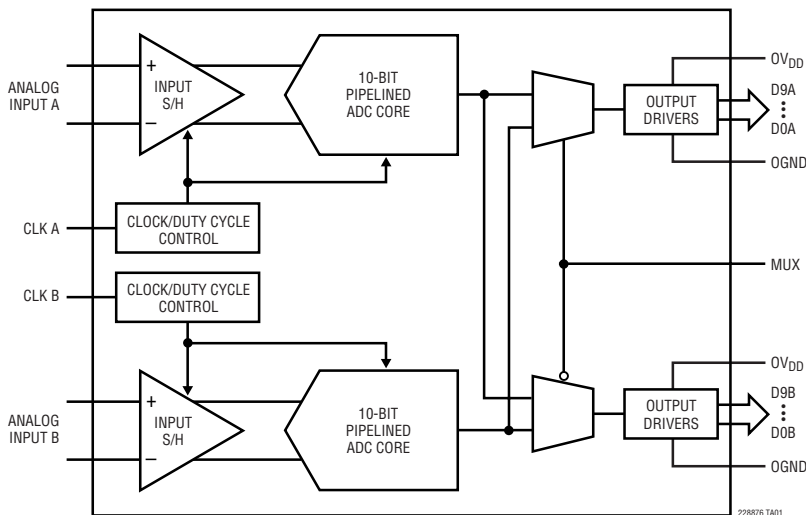 ANALOG
INPUT A
+
−
INPUT
S/H
10-BIT
PIPELINED
ADC CORE
OUTPUT
DRIVERS
OVDD
D9A
D0A
OGND
CLK A
CLOCK/DUTY CYCLE
CONTROL
MUX
CLK B
CLOCK/DUTY CYCLE
CONTROL
ANALOG
INPUT B
+
−
INPUT
S/H
10-BIT
PIPELINED
ADC CORE
OUTPUT
DRIVERS
OVDD
D9B
D0B
OGND
228876 TA01